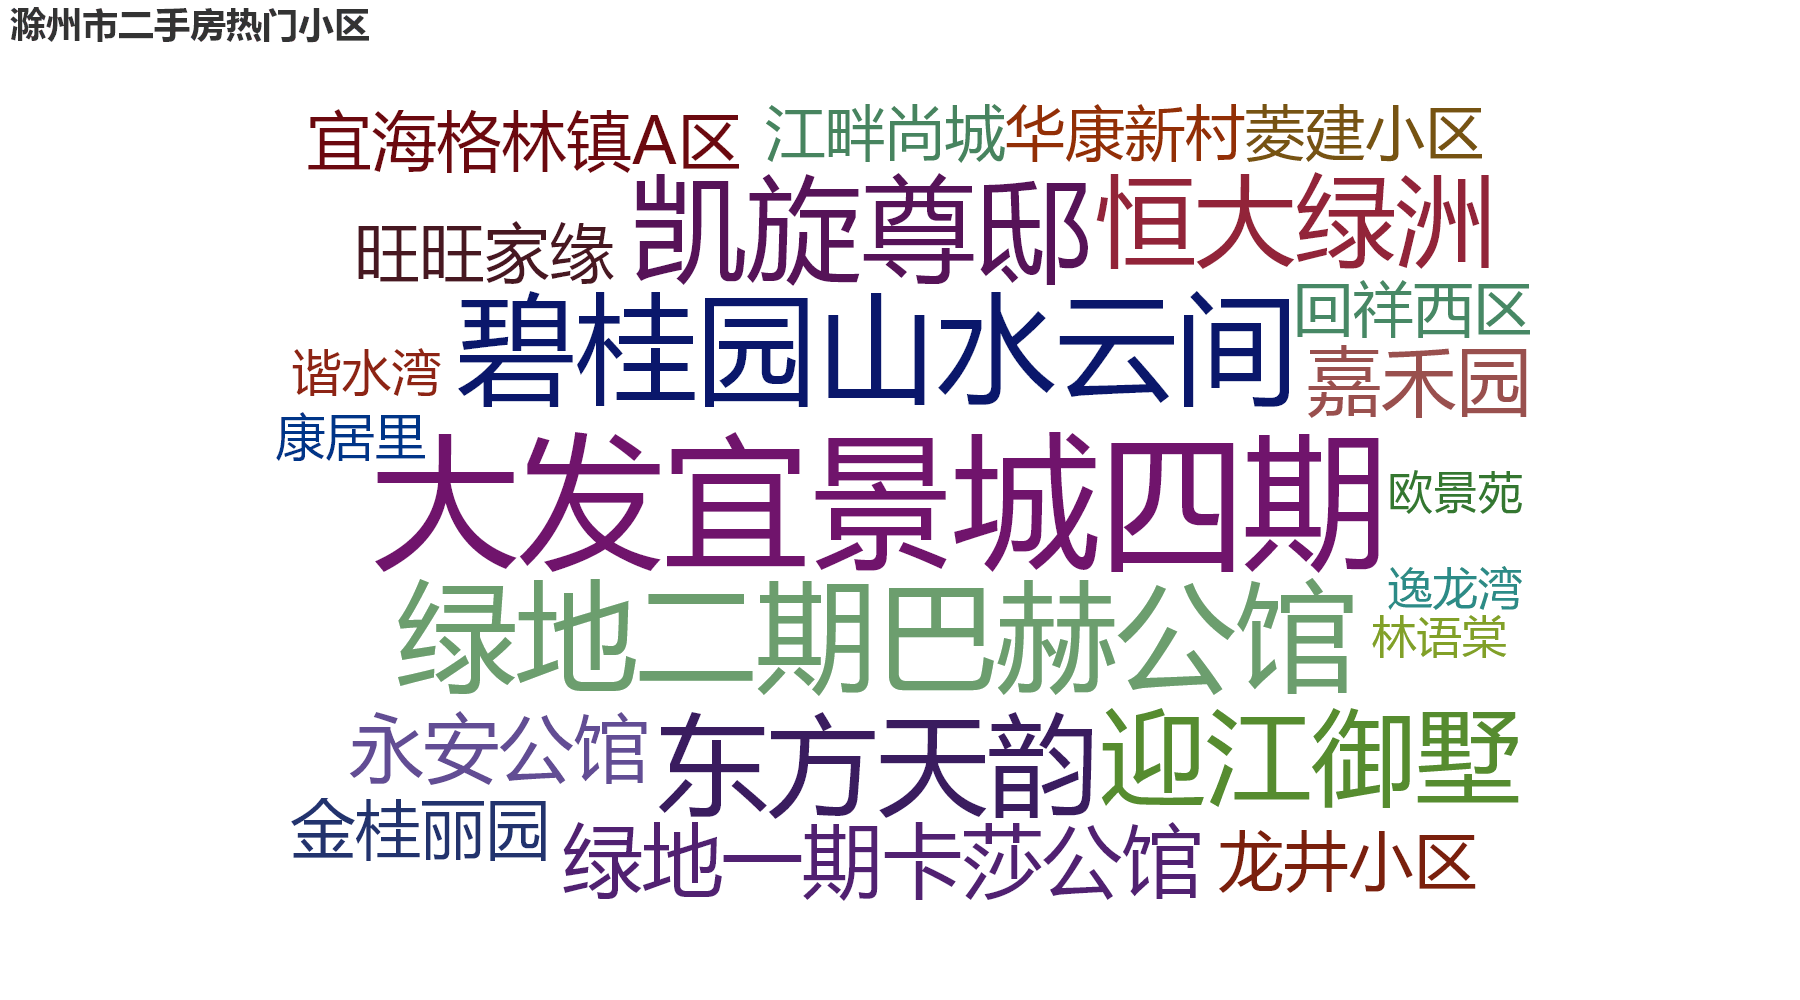 滁州市二手房热门小区
宜海格林镇A区
江畔尚城
华康新村
菱建小区
凯旋尊邸
恒大绿洲
旺旺家缘
碧桂园山水云间
回祥西区
谐水湾
嘉禾园
康居里
大发宜景城四期
欧景苑
逸龙湾
绿地二期巴赫公馆
林语棠
永安公馆
东方天韵
迎江御墅
金桂丽园
绿地一期卡莎公馆
龙井小区